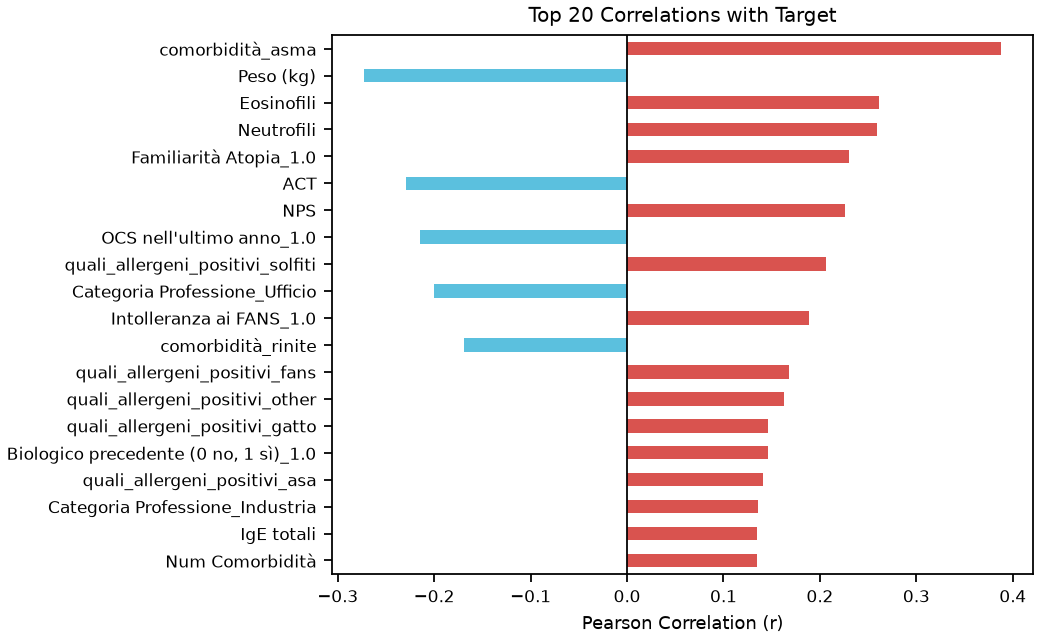 Top 20 Correlations with Target
comorbidità_asma
Peso (kg)
Eosinofili
Neutrofili
Familiarità Atopia_1.0
ACT
NPS
OCS nell'ultimo anno_1.0
quali_allergeni_positivi_solfiti
Categoria Professione_Ufficio
Intolleranza ai FANS_1.0
comorbidità_rinite
quali_allergeni_positivi_fans
quali_allergeni_positivi_other
quali_allergeni_positivi_gatto
Biologico precedente (0 no, 1 sì)_1.0
quali_allergeni_positivi_asa
Categoria Professione_Industria
IgE totali
Num Comorbidità
−0.3 −0.2 −0.1 0.0 0.1 0.2 0.3 0.4
Pearson Correlation (r)